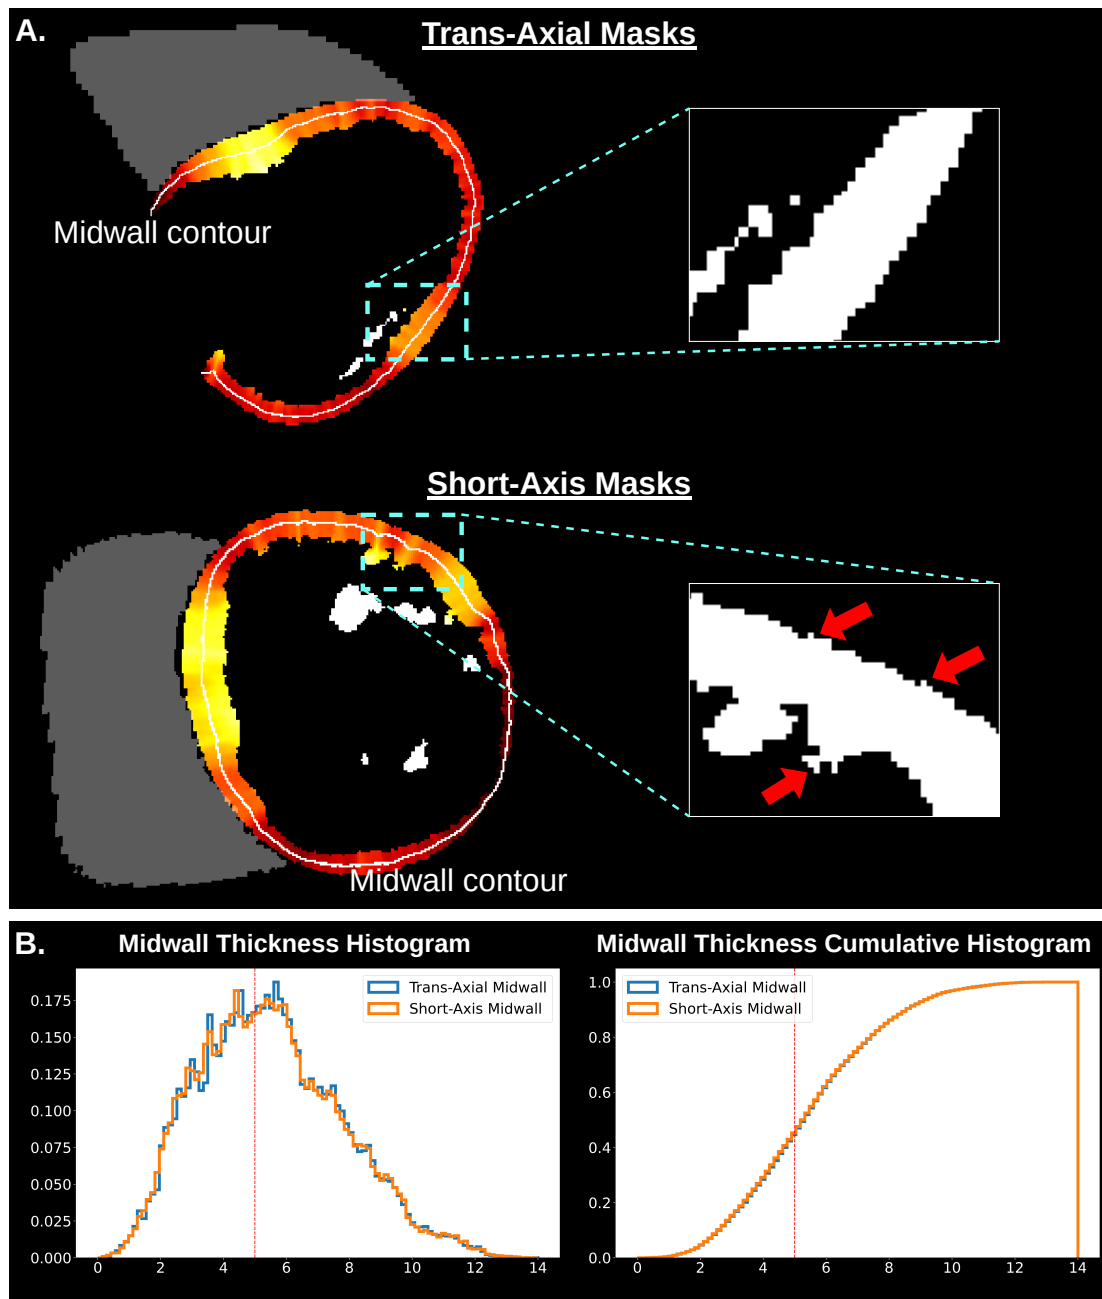 A.
Trans-Axial Masks
Midwall contour
Short-Axis Masks
Midwall contour
B.
Midwall Thickness Histogram
Midwall Thickness Cumulative Histogram
Trans-Axial Midwall
Short-Axis Midwall
0.175
0.150
0.125
0.100
0.075
0.050
0.025
0.000
0 2 4 6 8 10 12 14
Trans-Axial Midwall
Short-Axis Midwall
1.0
0.8
0.6
0.4
0.2
0.0
0 2 4 6 8 10 12 14